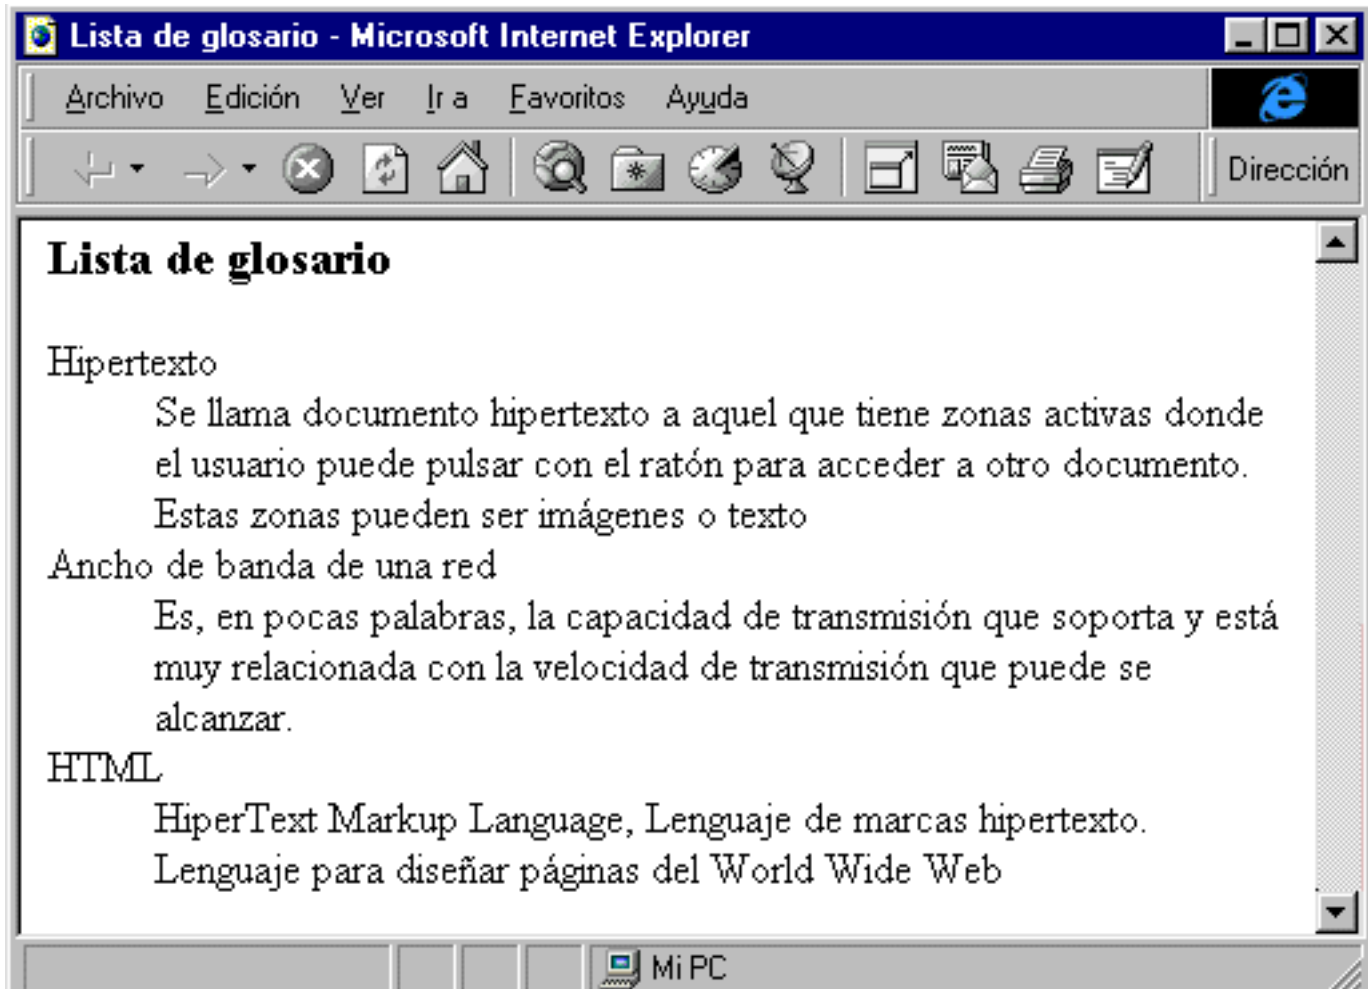 Lista de glosario - Microsoft Internet Explorer
Archivo Edición Ver Ir a Favoritos Ayuda
Dirección
Lista de glosario
Hipertexto
Se llama documento hipertexto a aquel que tiene zonas activas donde
el usuario puede pulsar con el ratón para acceder a otro documento.
Estas zonas pueden ser imágenes o texto
Ancho de banda de una red
Es, en pocas palabras, la capacidad de transmisión que soporta y está
muy relacionada con la velocidad de transmisión que puede se
alcanzar.
HTML
HiperText Markup Language, Lenguaje de marcas hipertexto.
Lenguaje para diseñar páginas del World Wide Web
Mi PC